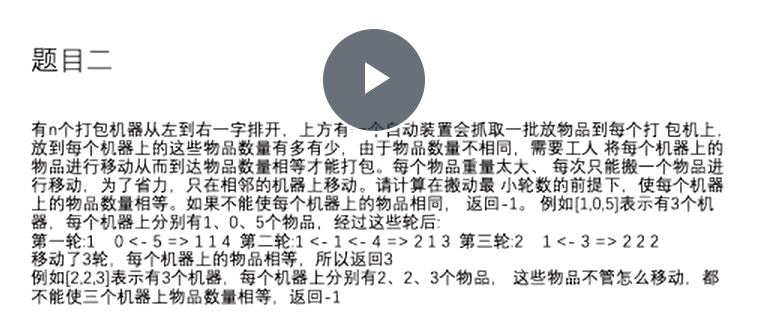 题目二
有n个打包机器从左到右一字排开，上方有 个自动装置会抓取一批放物品到每个打 包机上，
放到每个机器上的这些物品数量有多有少，由于物品数量不相同，需要工人 将每个机器上的
物品进行移动从而到达物品数量相等才能打包。每个物品重量太大、 每次只能搬一个物品进
行移动，为了省力，只在相邻的机器上移动。请计算在搬动最 小轮数的前提下，使每个机器
上的物品数量相等。如果不能使每个机器上的物品相同， 返回-1。 例如[1,0,5]表示有3个机
器，每个机器上分别有1、0、5个物品，经过这些轮后:
第一轮:1 0 <- 5 => 1 1 4 第二轮:1 <- 1 <- 4 => 2 1 3 第三轮:2 1 <- 3 => 2 2 2
移动了3轮，每个机器上的物品相等，所以返回3
例如[2,2,3]表示有3个机器，每个机器上分别有2、2、3个物品， 这些物品不管怎么移动，都
不能使三个机器上物品数量相等，返回-1